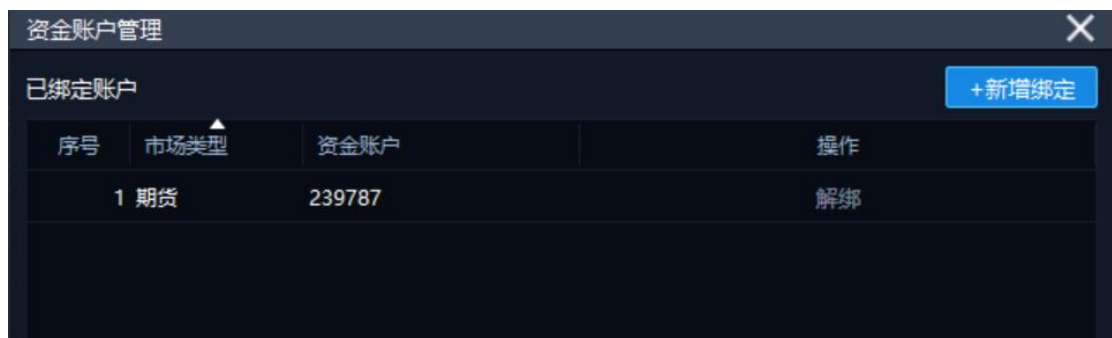 资金账户管理
已绑定账户 +新增绑定
序号 市场类型 资金账户 操作
1 期货 239787 解绑